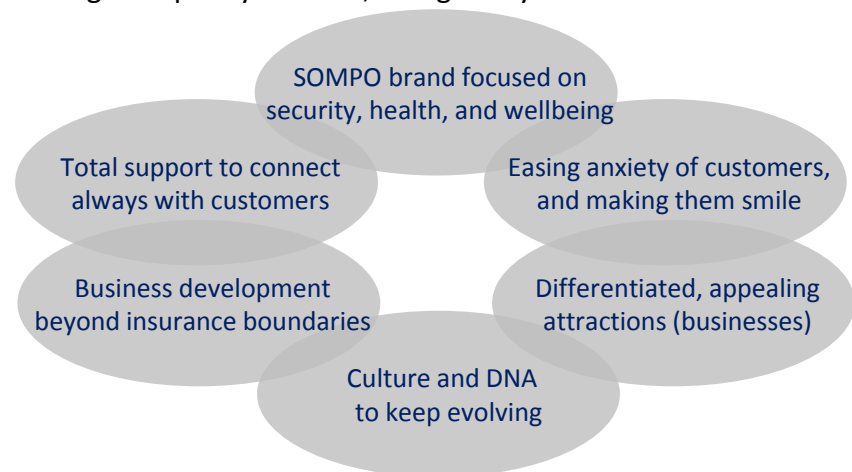 SOMPO brand focused on
security, health, and wellbeing
Total support to connect
always with customers
Easing anxiety of customers,
and making them smile
Business development
beyond insurance boundaries
Differentiated, appealing
attractions (businesses)
Culture and DNA
to keep evolving